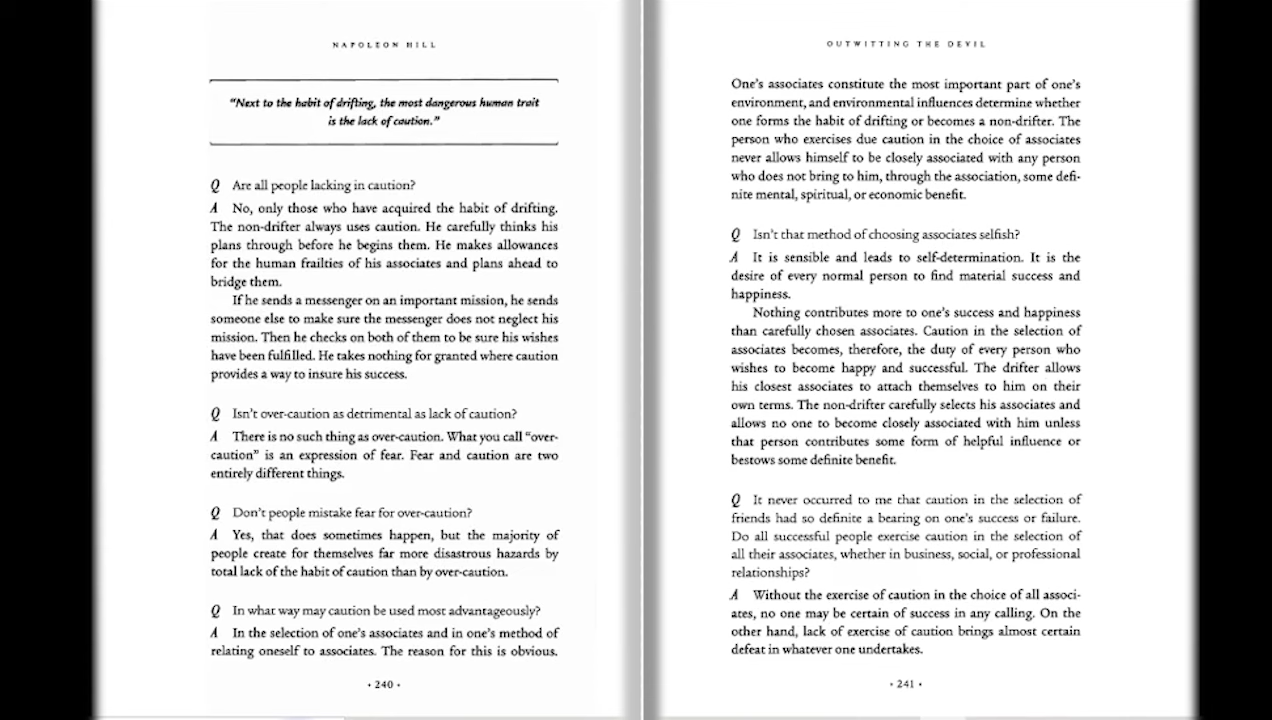 NAPOLEON HILL
"Next to the habit of drifting, the most dangerous human trait
is the lack of caution."
Q Are all people lacking in caution?
A No, only those who have acquired the habit of drifting.
The non-drifter always uses caution. He carefully thinks his
plans through before he begins them. He makes allowances
for the human frailties of his associates and plans ahead to
bridge them.
If he sends a messenger on an important mission, he sends
someone else to make sure the messenger does not neglect his
mission. Then he checks on both of them to be sure his wishes
have been fulfilled. He takes nothing for granted where caution
provides a way to insure his success.
Q Isn't over-caution as detrimental as lack of caution?
A There is no such thing as over-caution. What you call "over-
caution" is an expression of fear. Fear and caution are two
entirely different things.
Q Don't people mistake fear for over-caution?
A Yes, that does sometimes happen, but the majority of
people create for themselves far more disastrous hazards by
total lack of the habit of caution than by over-caution.
Q In what way may caution be used most advantageously?
A In the selection of one's associates and in one's method of
relating oneself to associates. The reason for this is obvious.
• 240 •
OUTWITTING THE DEVIL
One's associates constitute the most important part of one's
environment, and environmental influences determine whether
one forms the habit of drifting or becomes a non-drifter. The
person who exercises due caution in the choice of associates
never allows himself to be closely associated with any person
who does not bring to him, through the association, some defi-
nite mental, spiritual, or economic benefit.
Q Isn't that method of choosing associates selfish?
A It is sensible and leads to self-determination. It is the
desire of every normal person to find material success and
happiness.
Nothing contributes more to one's success and happiness
than carefully chosen associates. Caution in the selection of
associates becomes, therefore, the duty of every person who
wishes to become happy and successful. The drifter allows
his closest associates to attach themselves to him on their
own terms. The non-drifter carefully selects his associates and
allows no one to become closely associated with him unless
that person contributes some form of helpful influence or
bestows some definite benefit.
Q It never occurred to me that caution in the selection of
friends had so definite a bearing on one's success or failure.
Do all successful people exercise caution in the selection of
all their associates, whether in business, social, or professional
relationships?
A Without the exercise of caution in the choice of all associ-
ates, no one may be certain of success in any calling. On the
other hand, lack of exercise of caution brings almost certain
defeat in whatever one undertakes.
• 241 •